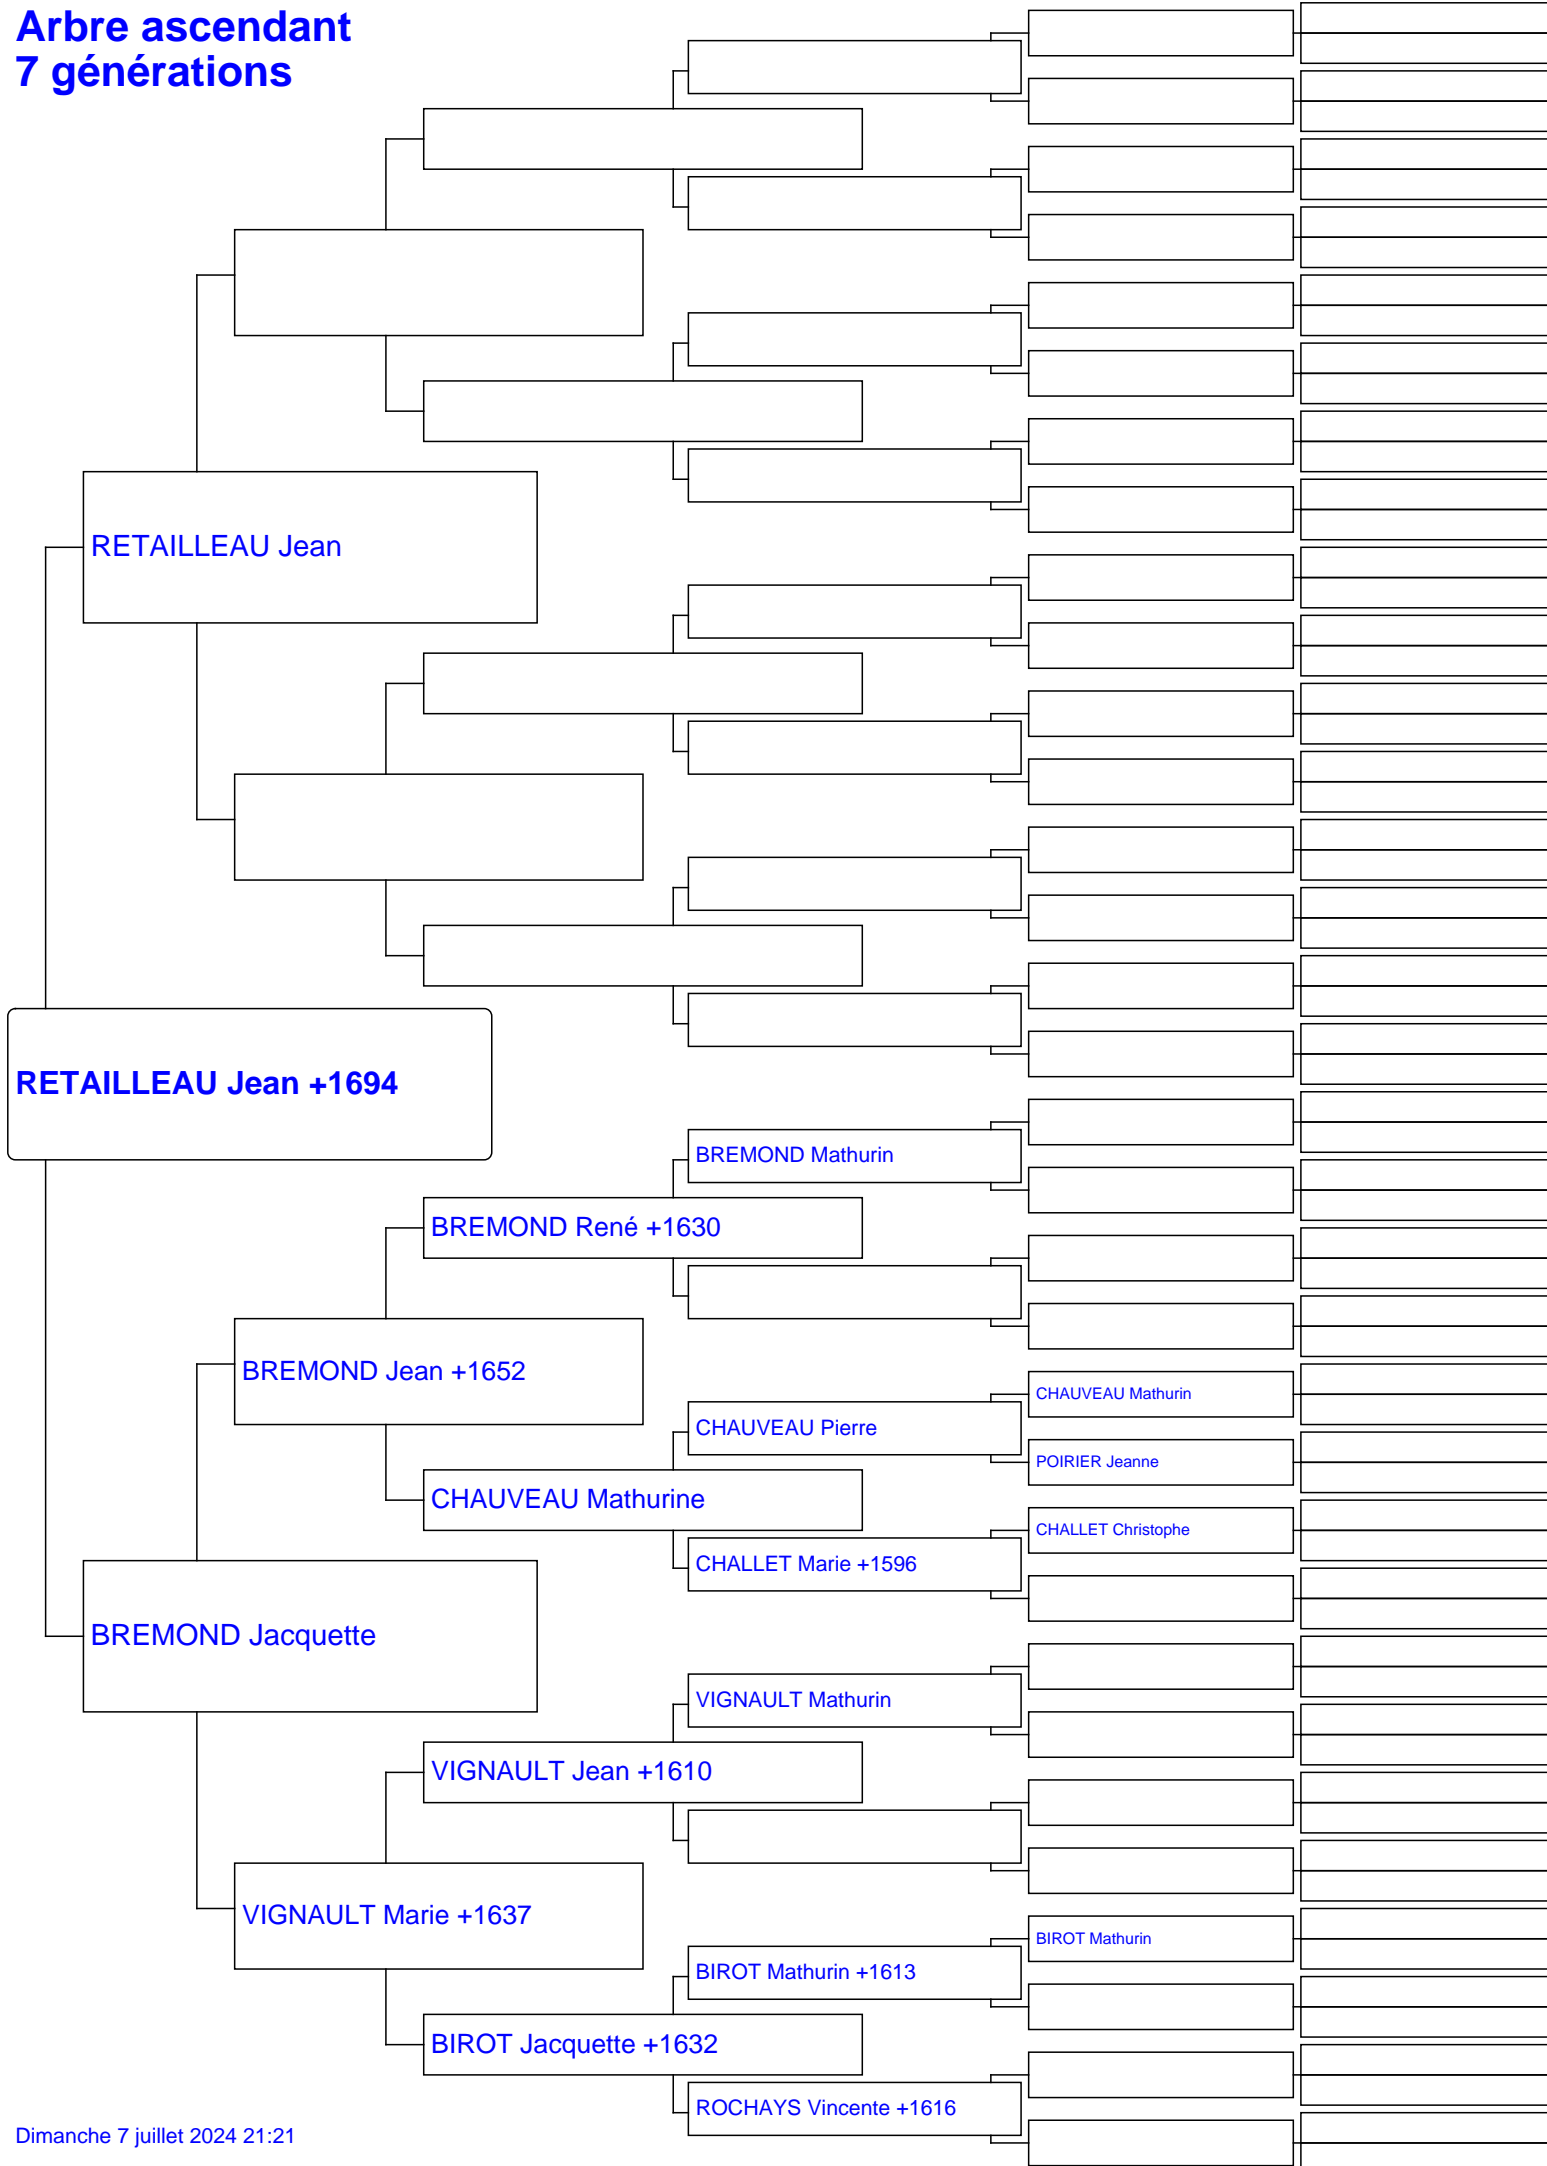 Arbre ascendant
7 générations
RETAILLEAU Jean
RETAILLEAU Jean +1694
BREMOND Mathurin
BREMOND René +1630
BREMOND Jean +1652
CHAUVEAU Mathurin
CHAUVEAU Pierre
POIRIER Jeanne
CHAUVEAU Mathurine
CHALLET Christophe
CHALLET Marie +1596
BREMOND Jacquette
VIGNAULT Mathurin
VIGNAULT Jean +1610
VIGNAULT Marie +1637
BIROT Mathurin
BIROT Mathurin +1613
BIROT Jacquette +1632
ROCHAYS Vincente +1616
Dimanche 7 juillet 2024 21:21